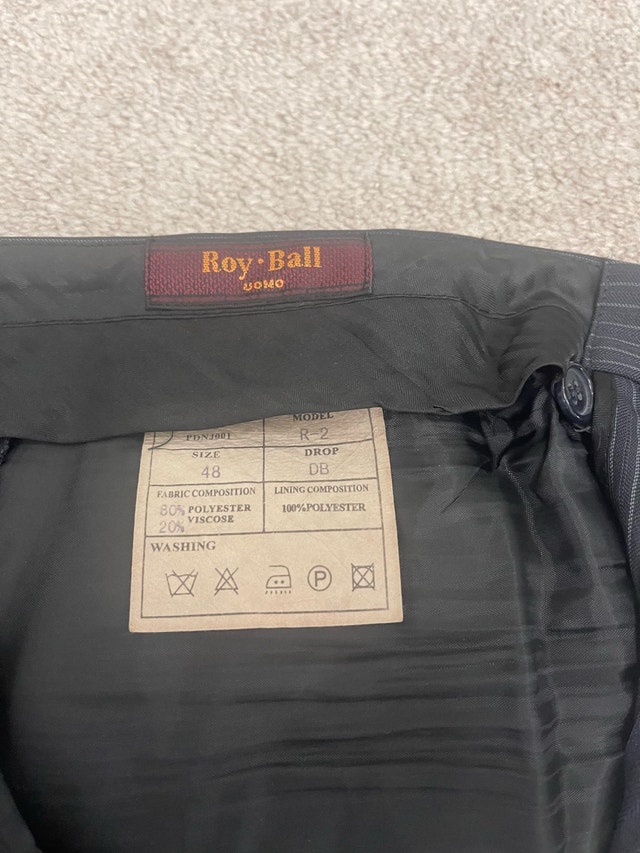 Roy·Ball
UOMO
MODEL
PDN3001 R-2
SIZE DROP
48 DB
FABRIC COMPOSITION LINING COMPOSITION
80% POLYESTER 100% POLYESTER
20% VISCOSE
WASHING
P